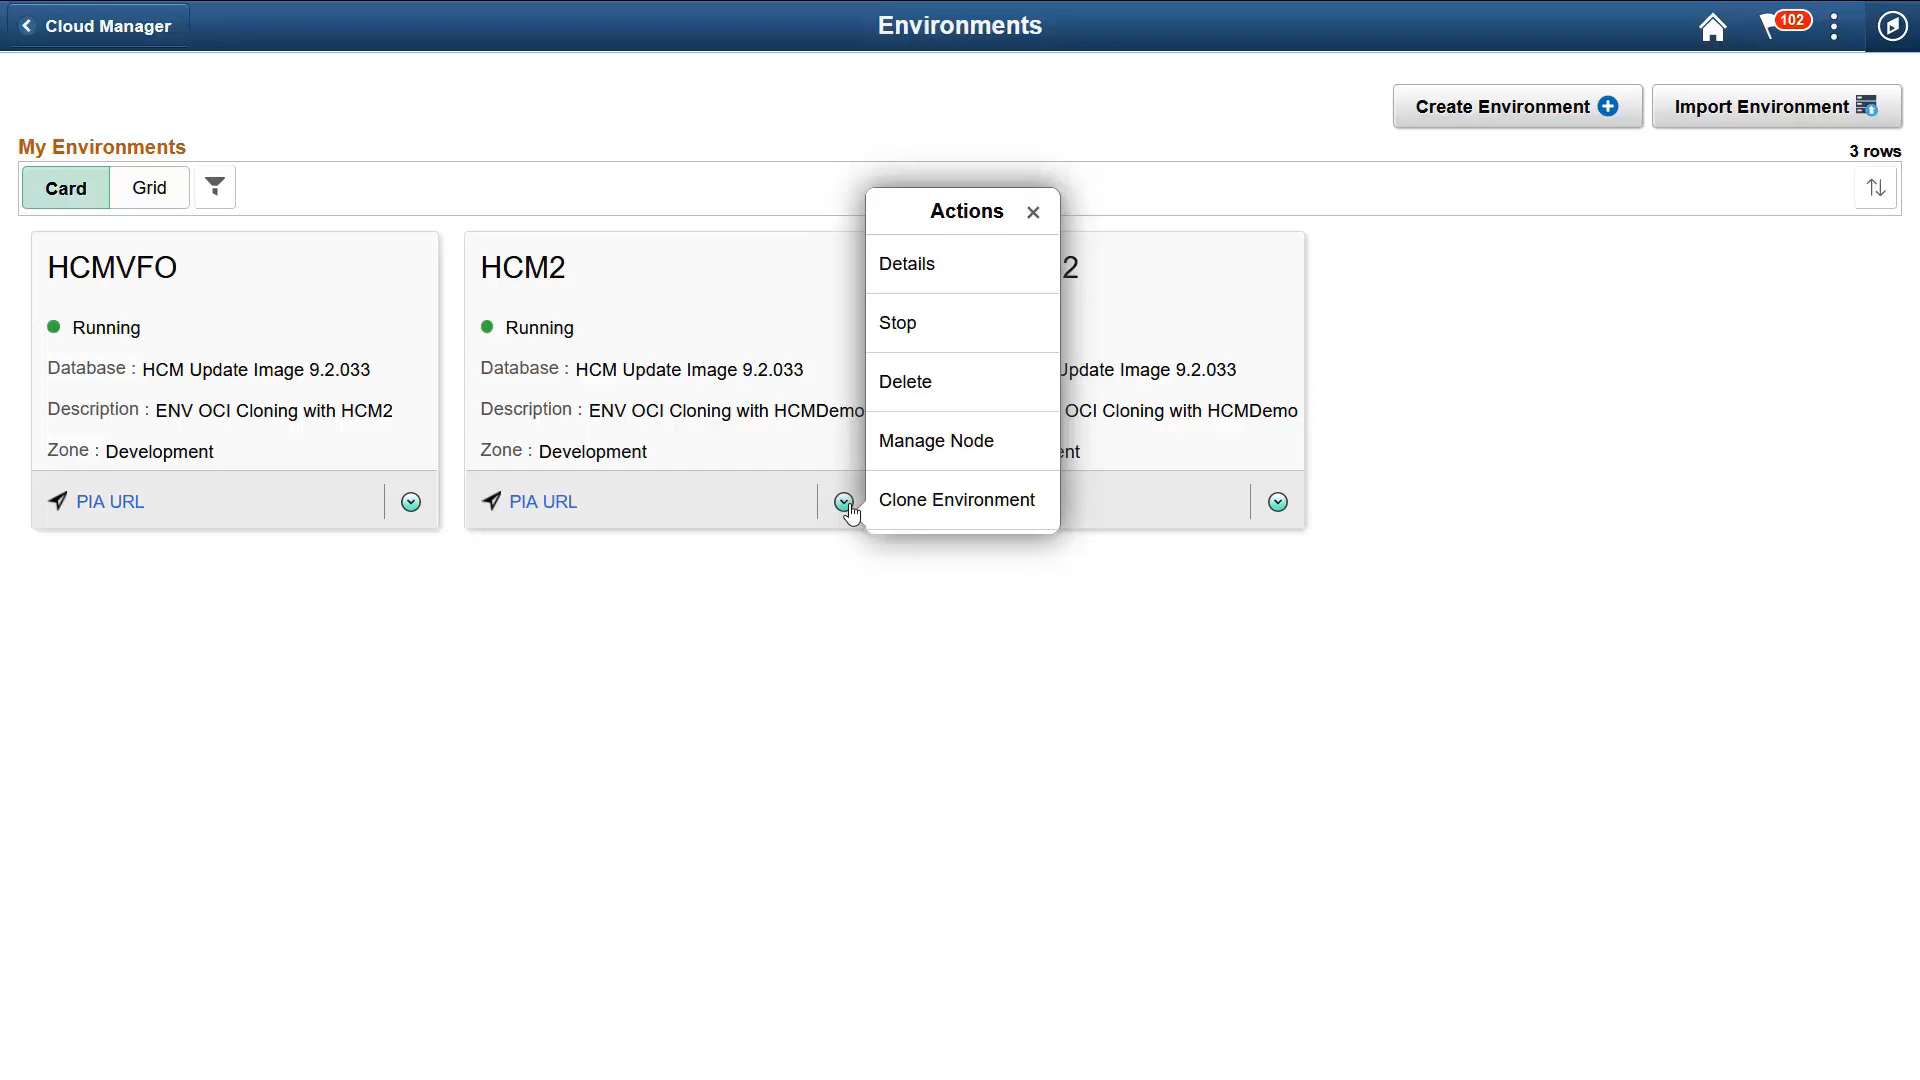 Cloud Manager
Environments
102
Create Environment
Import Environment
My Environments
3 rows
Card
Grid
Actions
Details
Stop
Delete
Manage Node
Clone Environment
HCMVFO
Running
Database : HCM Update Image 9.2.033
Description : ENV OCI Cloning with HCM2
Zone : Development
PIA URL
HCM2
Running
Database : HCM Update Image 9.2.033
Description : ENV OCI Cloning with HCMDemo
Zone : Development
PIA URL
2
Update Image 9.2.033
OCI Cloning with HCMDemo